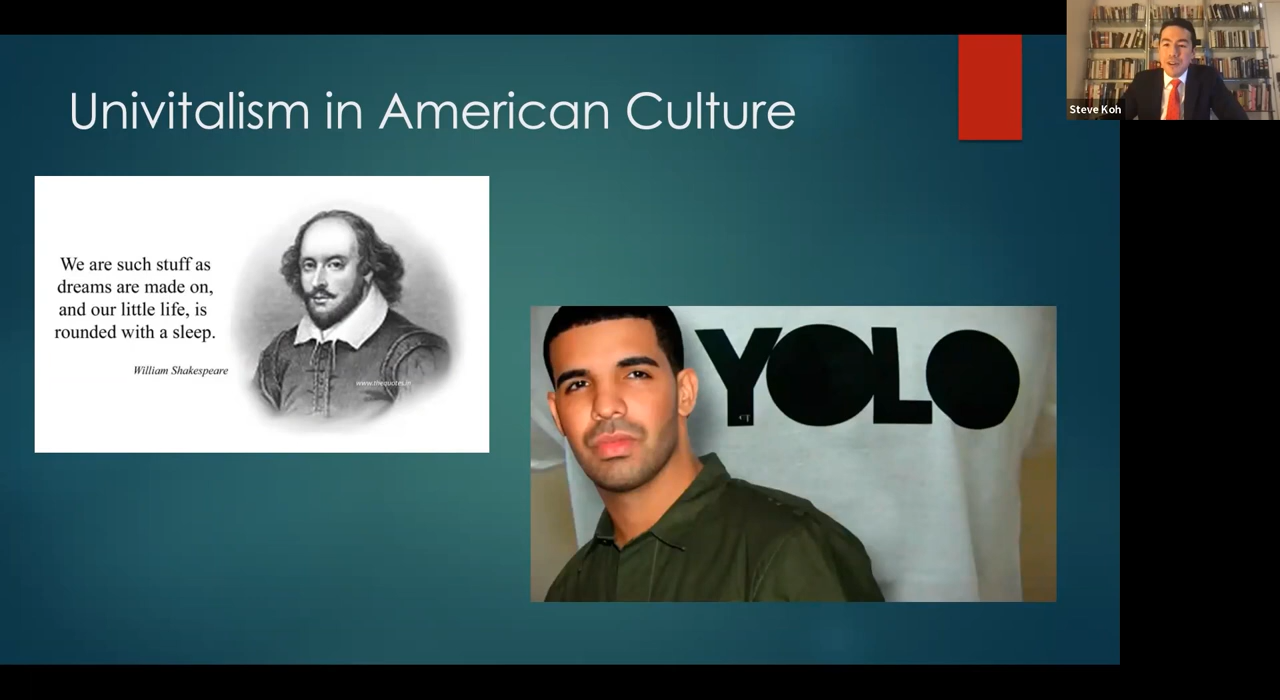 Univitalism in American Culture
Steve Koh
We are such stuff as
dreams are made on,
and our little life, is
rounded with a sleep.
William Shakespeare
www.thequotes.in
YOLO